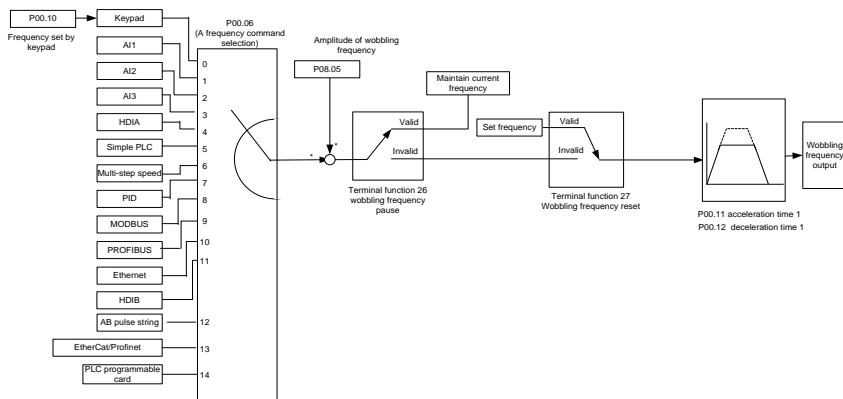 P00.10
Frequency set by
keypad
Keypad
AI1
AI2
AI3
HDIA
Simple PLC
Multi-step speed
PID
MODBUS
PROFIBUS
Ethernet
HDIB
AB pulse string
EtherCat/Profinet
PLC programmable
card
P00.06
(A frequency command
selection)
0
1
2
3
4
5
6
7
8
9
10
11
12
13
14
Amplitude of wobbling
frequency
P08.05
*
*
Valid
Invalid
Terminal function 26
wobbling frequency
pause
Maintain current
frequency
Set frequency
Valid
Invalid
Terminal function 27
Wobbling frequency reset
P00.11 acceleration time 1
P00.12 deceleration time 1
Wobbling
frequency
output